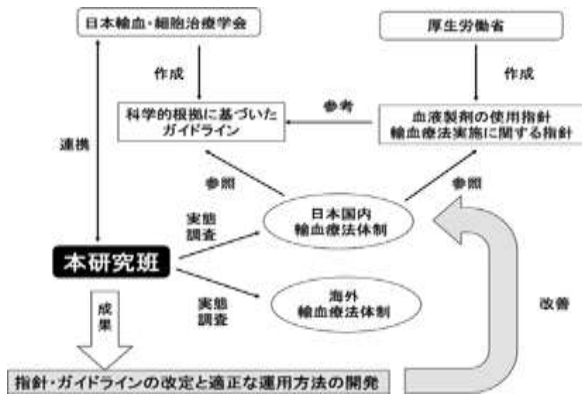 日本輸血・細胞治療学会
厚生労働省
作成
作成
科学的根拠に基づいた
ガイドライン
参考
血液製剤の使用指針
輸血療法実施に関する指針
連携
参照
参照
実態
調査
日本国内
輸血療法体制
本研究班
実態
調査
海外
輸血療法体制
成果
改善
指針・ガイドラインの改定と適正な運用方法の開発